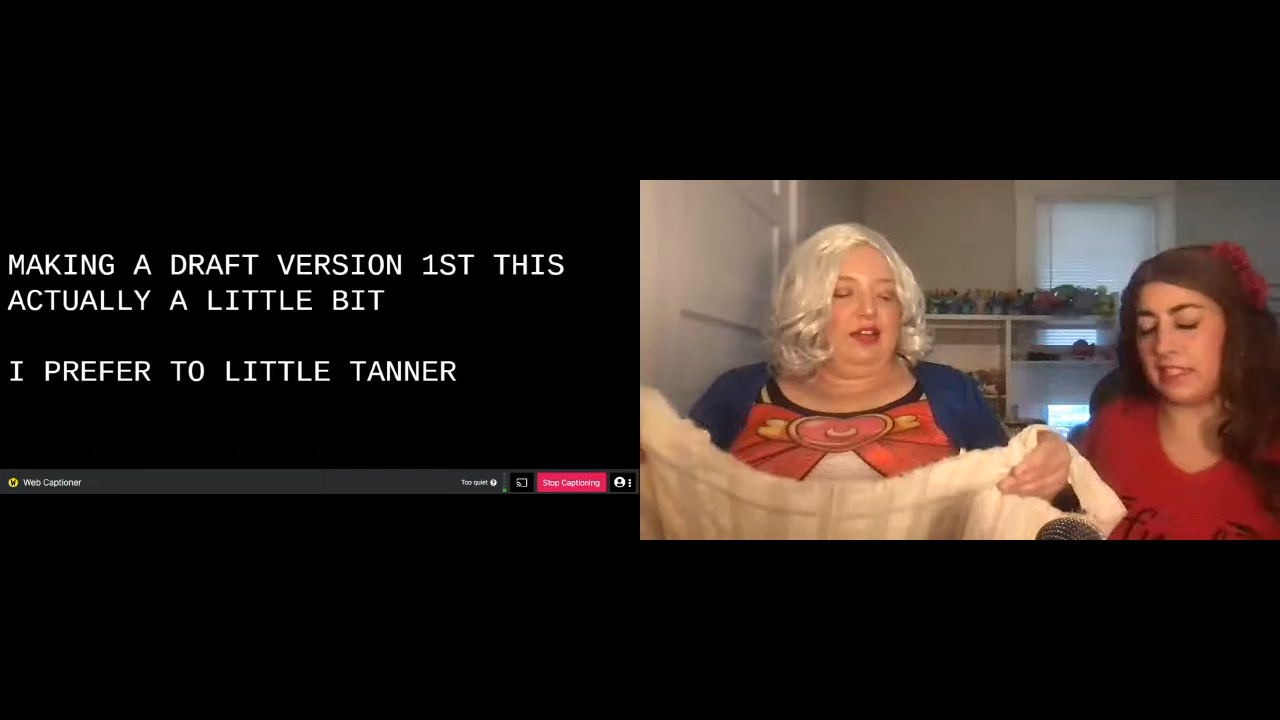 MAKING A DRAFT VERSION 1ST THIS
ACTUALLY A LITTLE BIT
I PREFER TO LITTLE TANNER
Web Captioner
Too quiet
Stop Captioning